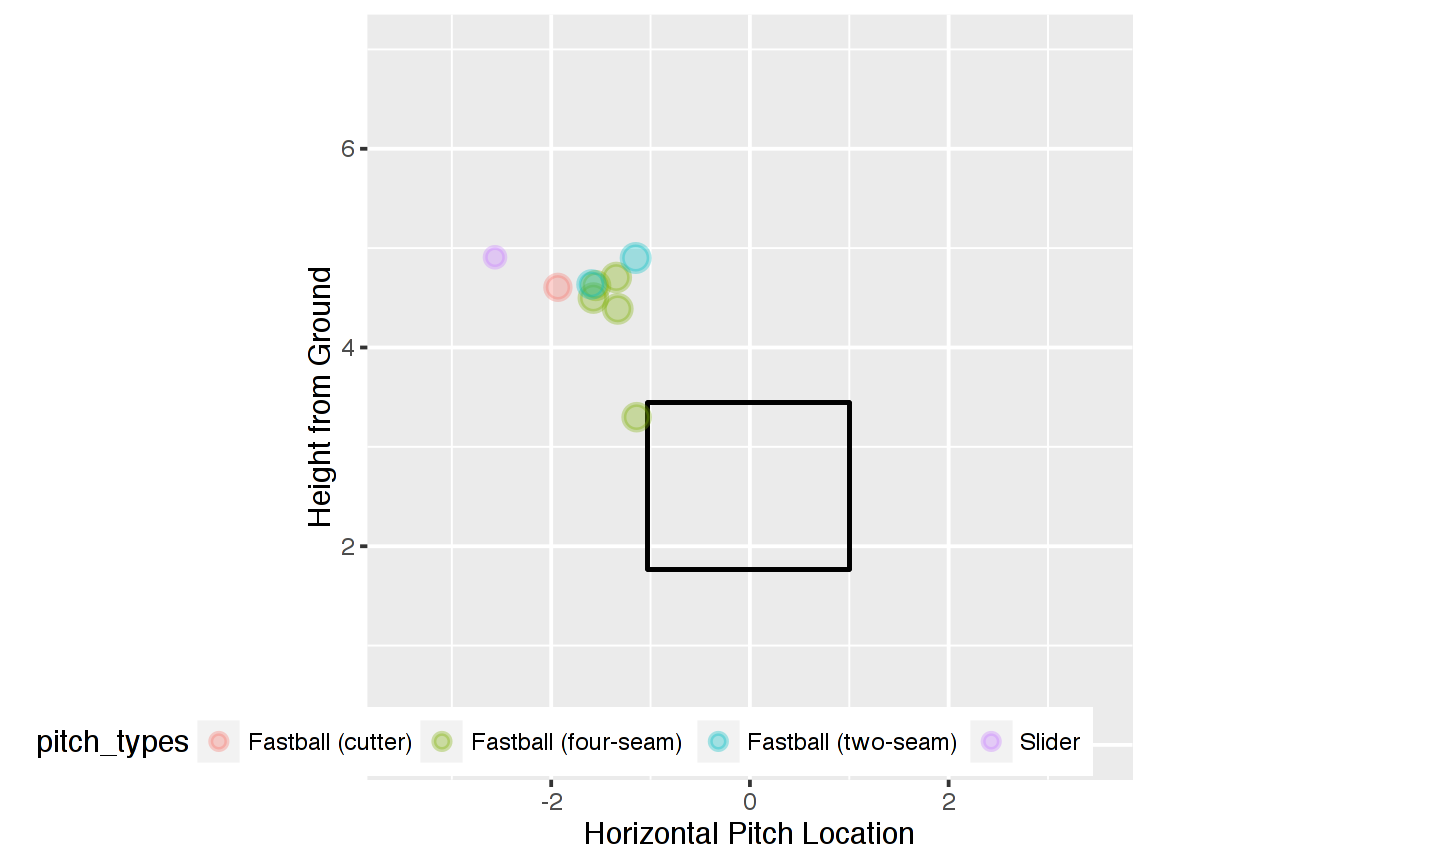 Height from Ground
6
4
2
pitch_types Fastball (cutter) Fastball (four-seam) Fastball (two-seam) Slider
-2 0 2
Horizontal Pitch Location